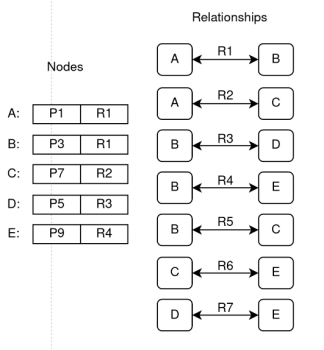 Relationships
Nodes
A R1 B
A R2 C
B R3 D
B R4 E
B R5 C
C R6 E
D R7 E
A: P1 R1
B: P3 R1
C: P7 R2
D: P5 R3
E: P9 R4